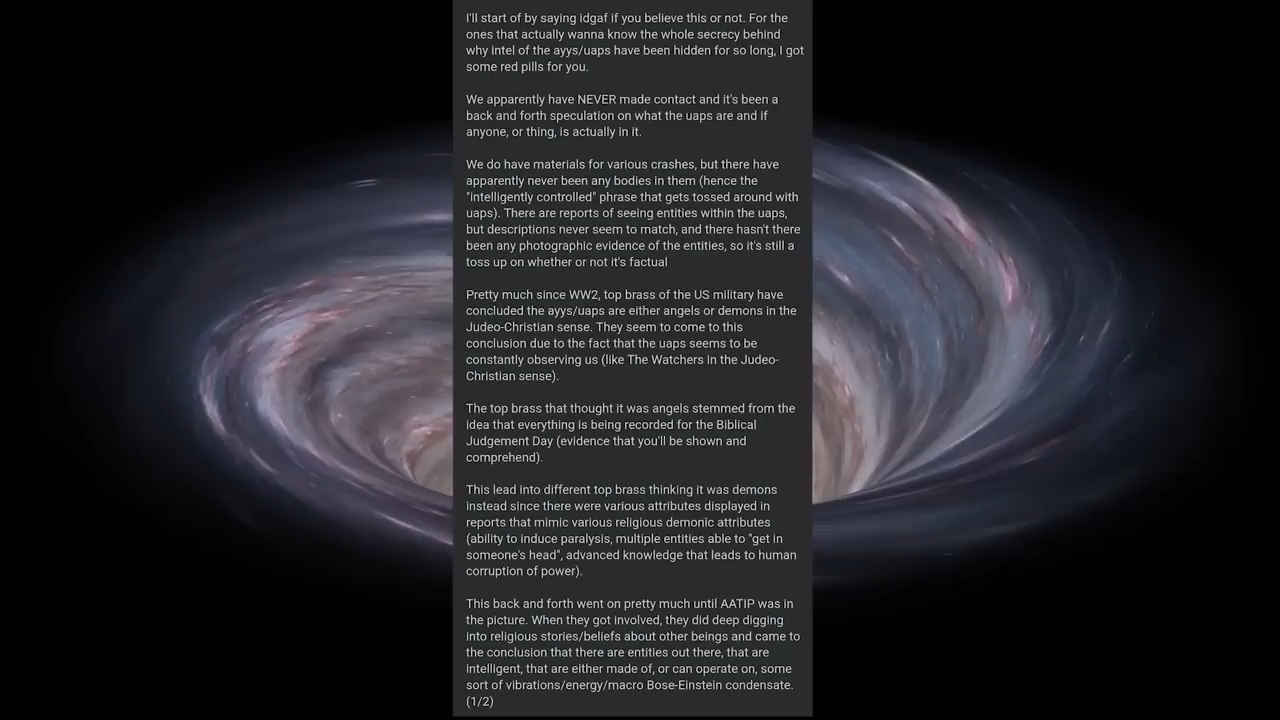 I'll start of by saying idgaf if you believe this or not. For the
ones that actually wanna know the whole secrecy behind
why intel of the ayys/uaps have been hidden for so long, I got
some red pills for you.
We apparently have NEVER made contact and it's been a
back and forth speculation on what the uaps are and if
anyone, or thing, is actually in it.
We do have materials for various crashes, but there have
apparently never been any bodies in them (hence the
"intelligently controlled" phrase that gets tossed around with
uaps). There are reports of seeing entities within the uaps,
but descriptions never seem to match, and there hasn't there
been any photographic evidence of the entities, so it's still a
toss up on whether or not it's factual
Pretty much since WW2, top brass of the US military have
concluded the ayys/uaps are either angels or demons in the
Judeo-Christian sense. They seem to come to this
conclusion due to the fact that the uaps seems to be
constantly observing us (like The Watchers in the Judeo-
Christian sense).
The top brass that thought it was angels stemmed from the
idea that everything is being recorded for the Biblical
Judgement Day (evidence that you'll be shown and
comprehend).
This lead into different top brass thinking it was demons
instead since there were various attributes displayed in
reports that mimic various religious demonic attributes
(ability to induce paralysis, multiple entities able to "get in
someone's head", advanced knowledge that leads to human
corruption of power).
This back and forth went on pretty much until AATIP was in
the picture. When they got involved, they did deep digging
into religious stories/beliefs about other beings and came to
the conclusion that there are entities out there, that are
intelligent, that are either made of, or can operate on, some
sort of vibrations/energy/macro Bose-Einstein condensate.
(1/2)